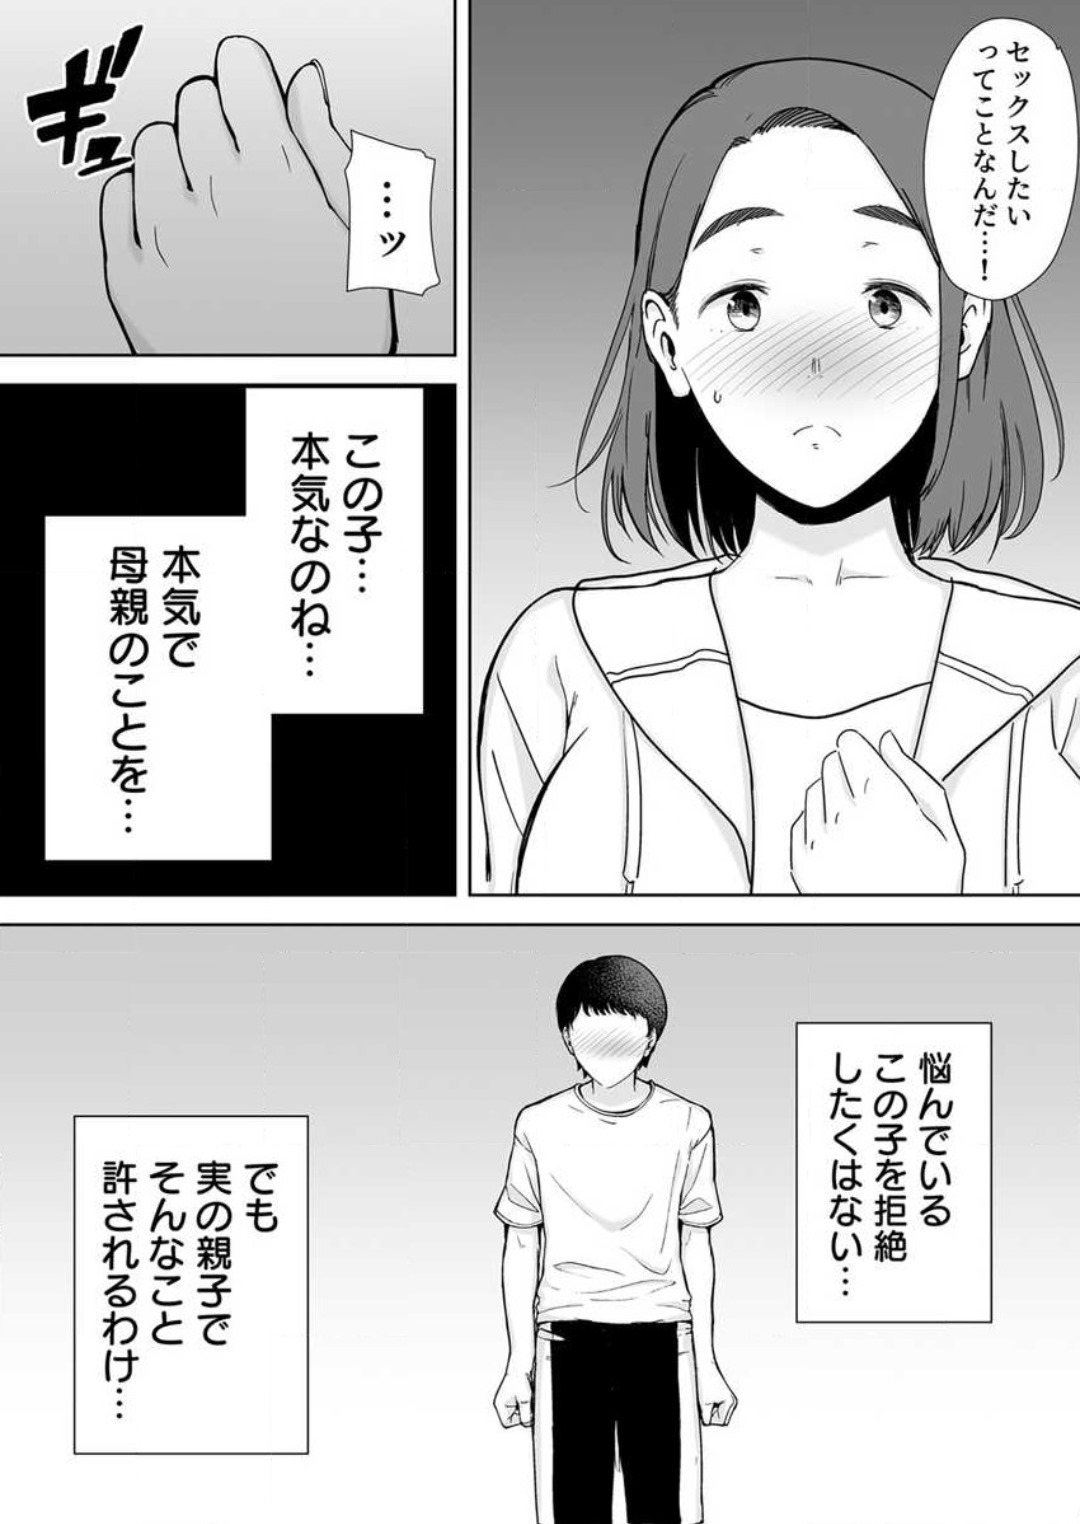 セックスしたい
ってことなんだ…!
…ッ
ギュ
この子…
本気なのね…
本気で
母親のことを…
悩んでいる
この子を拒絶
したくはない…
でも
実の親子で
そんなこと
許されるわけ…